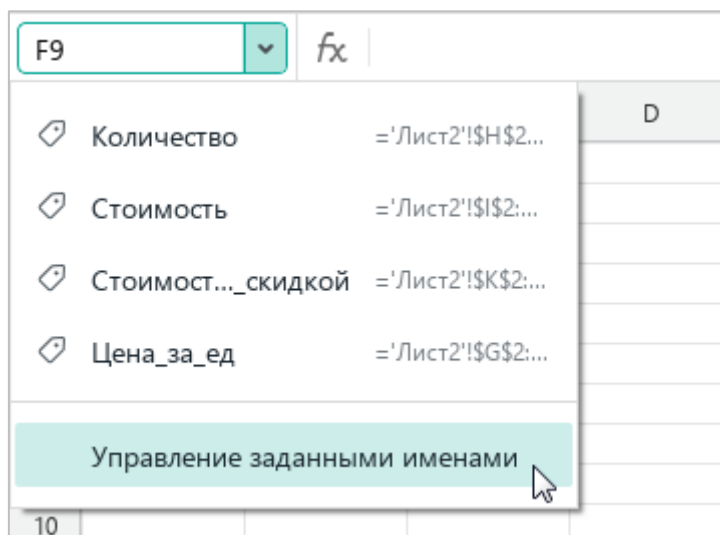 F9 fx
D
Количество ='Лист2'!$H$2...
Стоимость ='Лист2'!$I$2:...
Стоимост..._скидкой ='Лист2'!$K$2:...
Цена_за_ед ='Лист2'!$G$2:...
Управление заданными именами
10